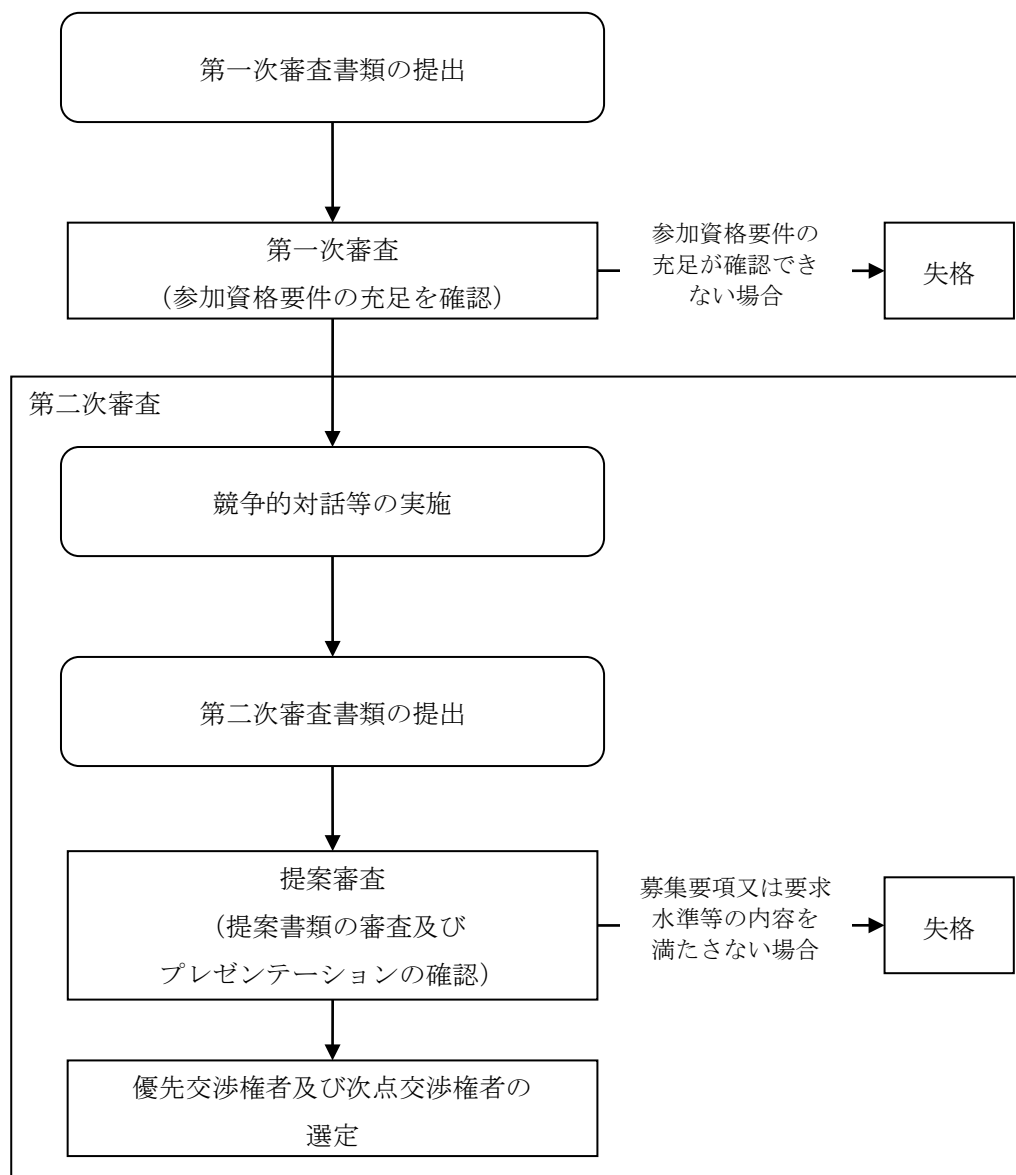 第一次審査書類の提出
第一次審査
（参加資格要件の充足を確認）
参加資格要件の
充足が確認でき
ない場合
失格
第二次審査
競争的対話等の実施
第二次審査書類の提出
提案審査
（提案書類の審査及び
プレゼンテーションの確認）
募集要項又は要求
水準等の内容を
満たさない場合
失格
優先交渉権者及び次点交渉権者の
選定